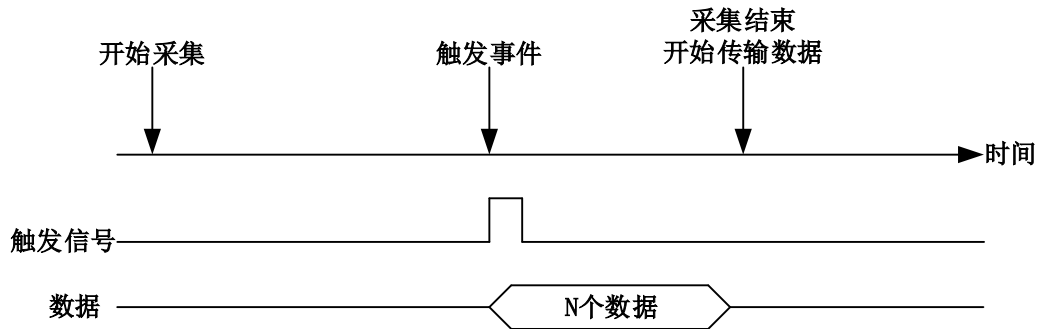 采集结束
开始采集
触发事件
开始传输数据
时间
触发信号
数据
N个数据